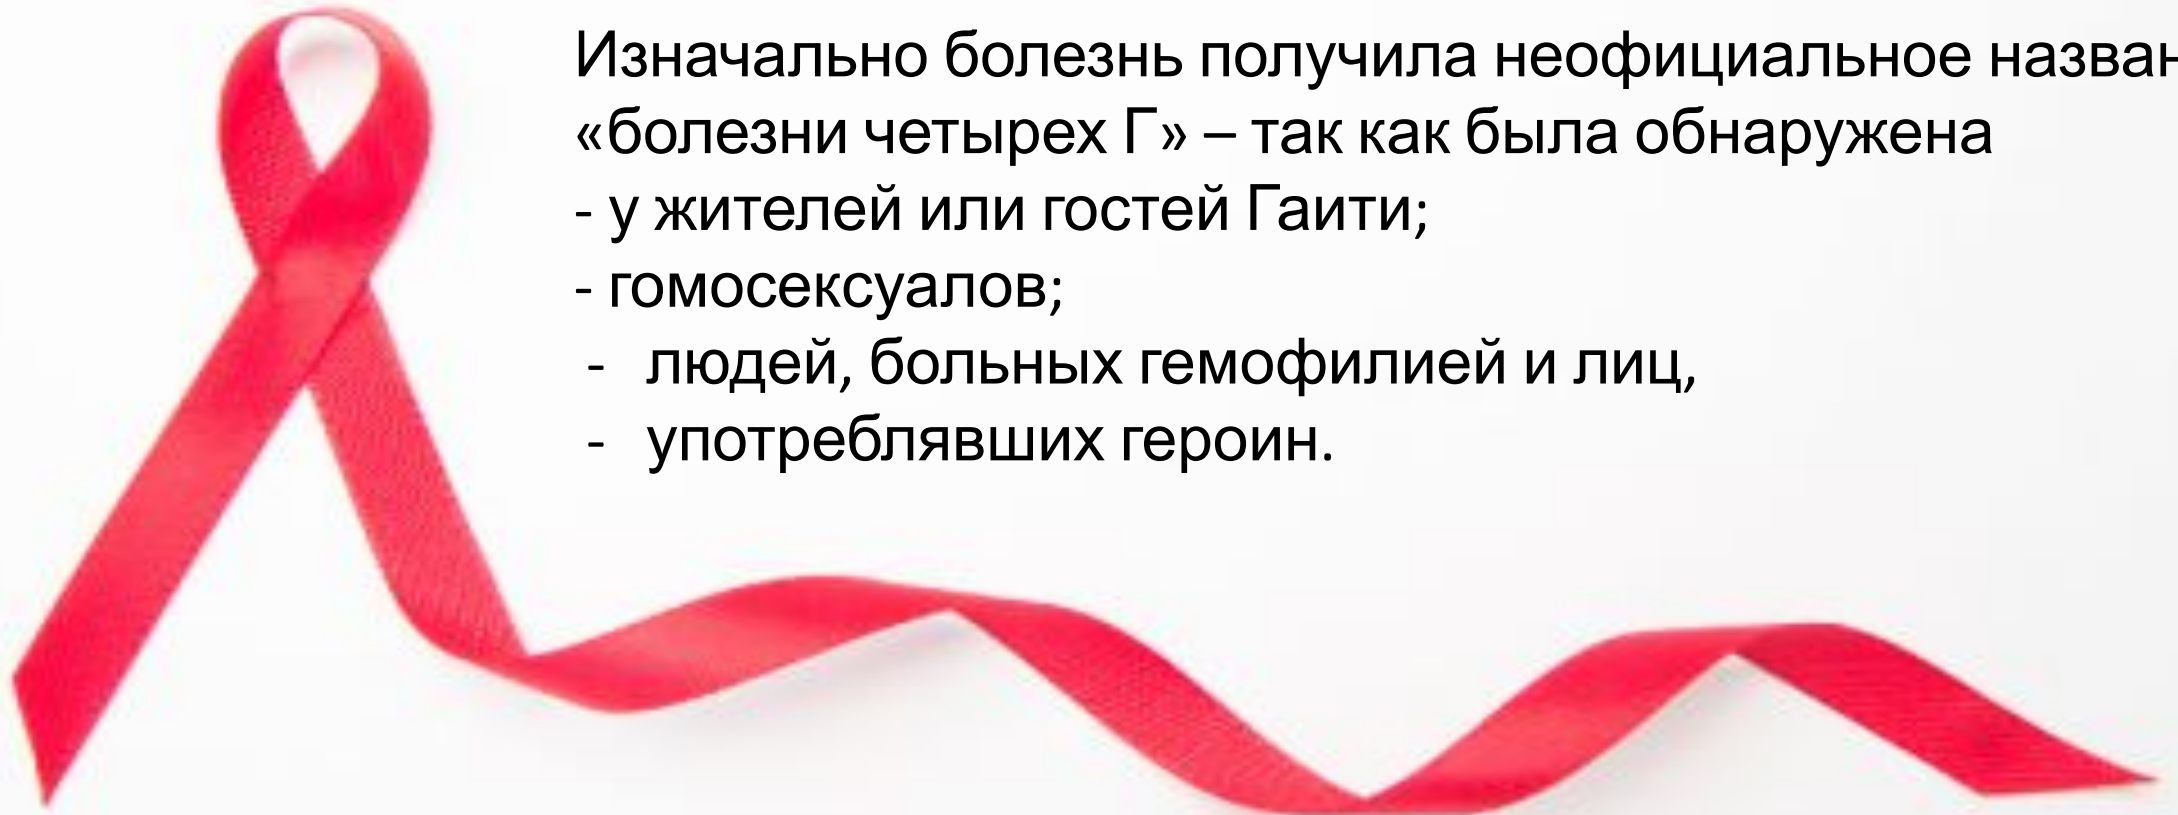 Изначально болезнь получила неофициальное назван
«болезни четырех Г» – так как была обнаружена
- у жителей или гостей Гаити;
- гомосексуалов;
- людей, больных гемофилией и лиц,
- употреблявших героин.